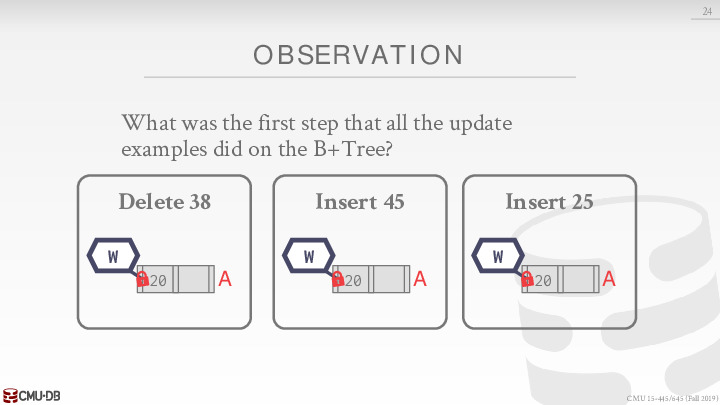 24
OBSERVATION
What was the first step that all the update
examples did on the B+Tree?
Delete 38
Insert 45
Insert 25
W
20
A
W
20
A
W
20
A
CMU·DB
CMU 15-445/645 (Fall 2019)